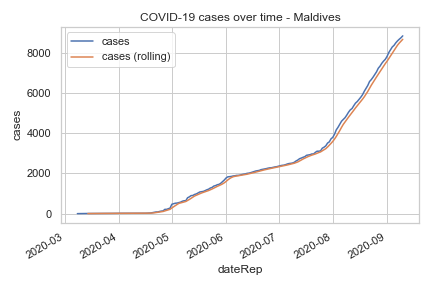 COVID-19 cases over time - Maldives
cases
cases (rolling)
8000
6000
4000
2000
0
cases
2020-03
2020-04
2020-05
2020-06
2020-07
2020-08
2020-09
dateRep